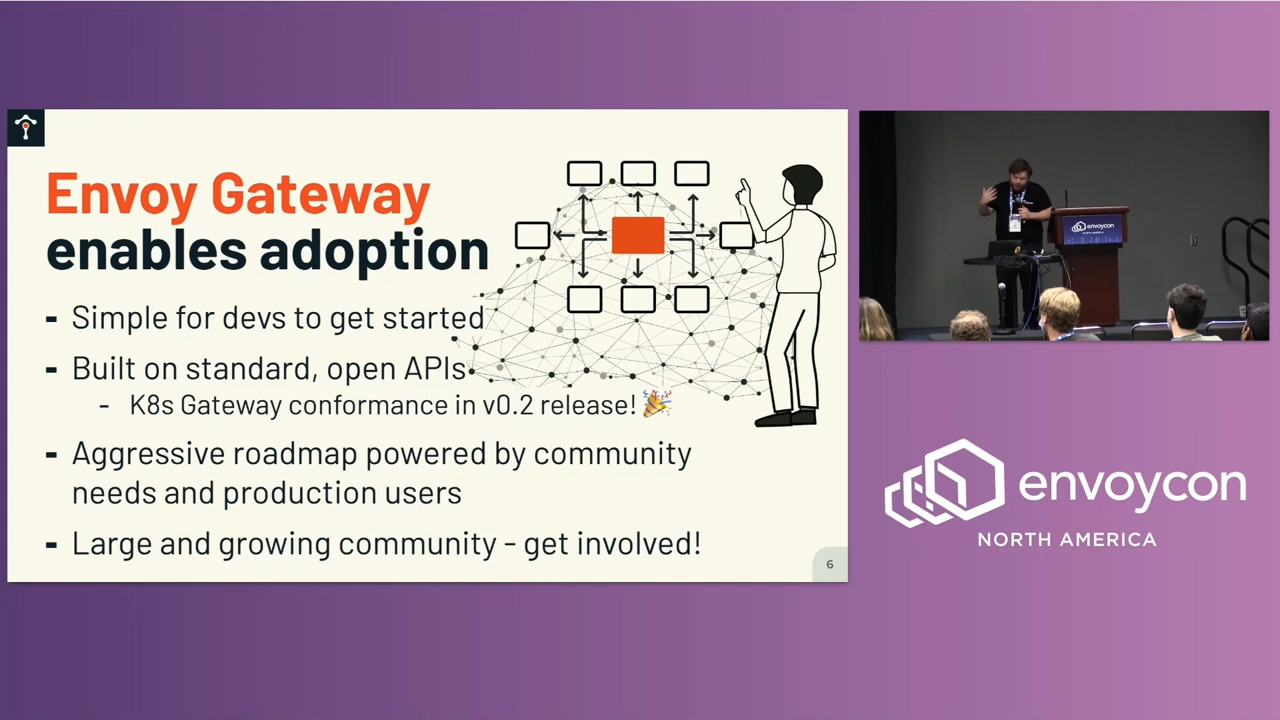 Envoy Gateway
enables adoption
- Simple for devs to get started
- Built on standard, open APIs
- K8s Gateway conformance in v0.2 release! 🎉
- Aggressive roadmap powered by community
needs and production users
- Large and growing community - get involved!
6
envoycon
envoycon
NORTH AMERICA